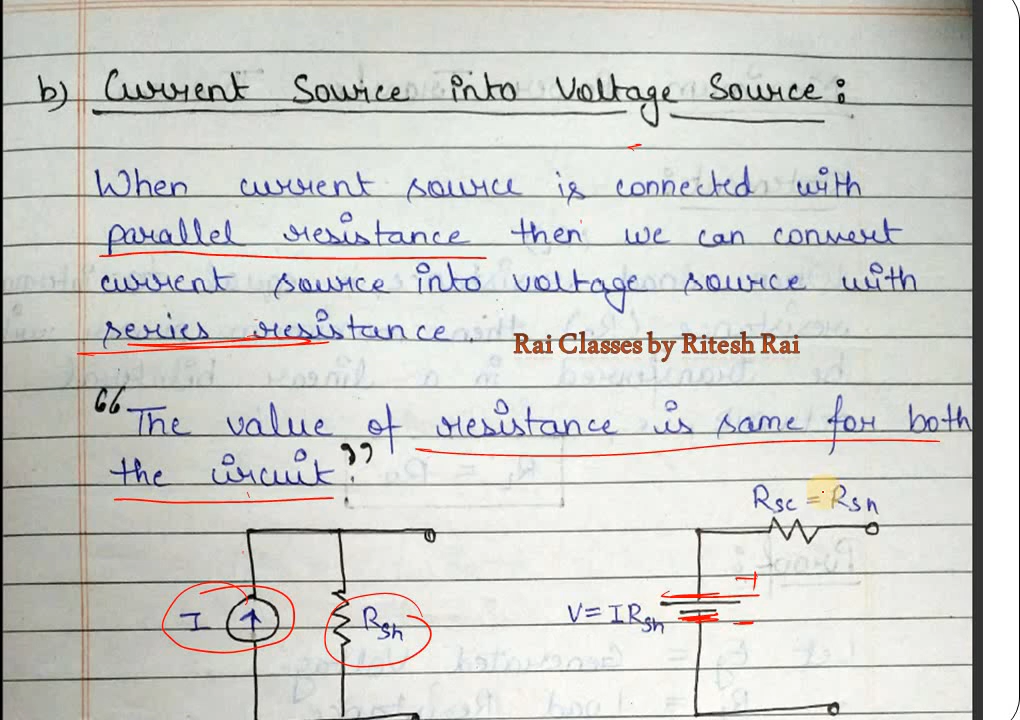 b) Current Source into Voltage Source:
When current source is connected with
parallel resistance then we can convert
current source into voltage source with
series resistance.
Rai Classes by Ritesh Rai
"The value of resistance is same for both
the circuit."
RSC = RSh
I
RSh
V = IRSh
+
-